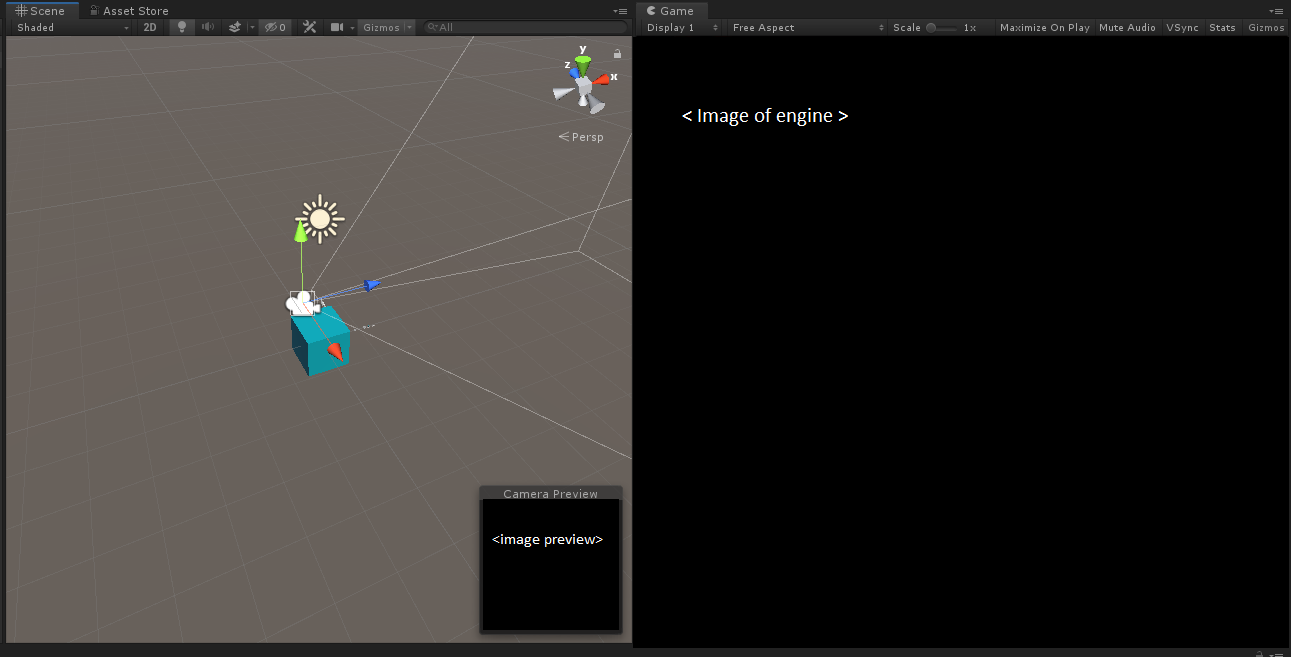 Scene
Asset Store
Shaded
2D
0
Gizmos
All
y
z
x
Persp
Camera Preview
<image preview>
Game
Display 1
Free Aspect
Scale
1x
Maximize On Play
Mute Audio
VSync
Stats
Gizmos
< Image of engine >